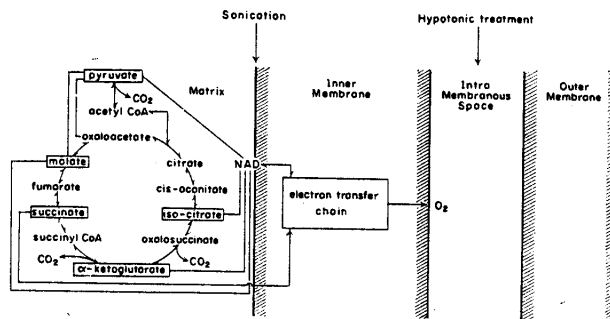 Sonication
Hypotonic treatment
pyruvate
CO2
acetyl CoA
oxaloacetate
malate
fumarate
succinate
succinyl CoA
CO2
α-ketoglutarate
CO2
oxalosuccinate
iso-citrate
cis-aconitate
citrate
NAD
Matrix
Inner
Membrane
electron transfer
chain
O2
Intra
Membranous
Space
Outer
Membrane